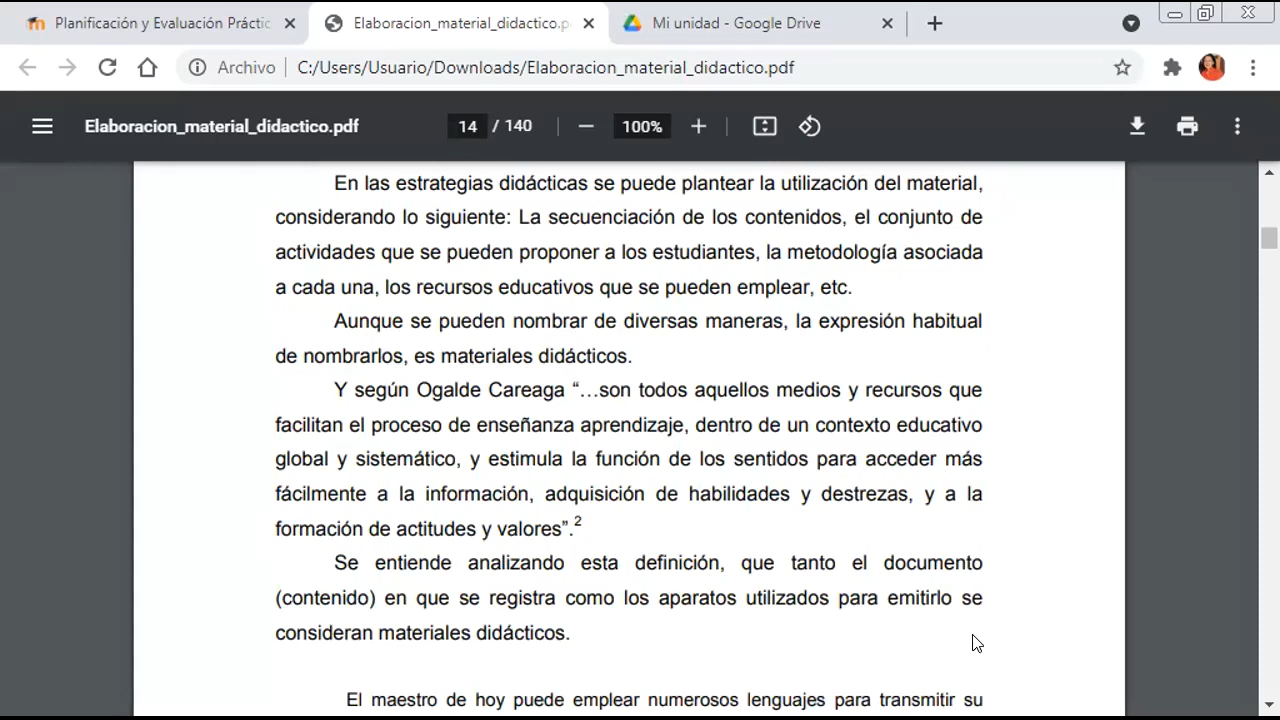 Planificación y Evaluación Práctic
Elaboracion_material_didactico.p
Mi unidad - Google Drive
Archivo
C:/Users/Usuario/Downloads/Elaboracion_material_didactico.pdf
Elaboracion_material_didactico.pdf
14 / 140
100%
En las estrategias didácticas se puede plantear la utilización del material,
considerando lo siguiente: La secuenciación de los contenidos, el conjunto de
actividades que se pueden proponer a los estudiantes, la metodología asociada
a cada una, los recursos educativos que se pueden emplear, etc.
Aunque se pueden nombrar de diversas maneras, la expresión habitual
de nombrarlos, es materiales didácticos.
Y según Ogalde Careaga “…son todos aquellos medios y recursos que
facilitan el proceso de enseñanza aprendizaje, dentro de un contexto educativo
global y sistemático, y estimula la función de los sentidos para acceder más
fácilmente a la información, adquisición de habilidades y destrezas, y a la
formación de actitudes y valores”.2
Se entiende analizando esta definición, que tanto el documento
(contenido) en que se registra como los aparatos utilizados para emitirlo se
consideran materiales didácticos.
El maestro de hoy puede emplear numerosos lenguajes para transmitir su